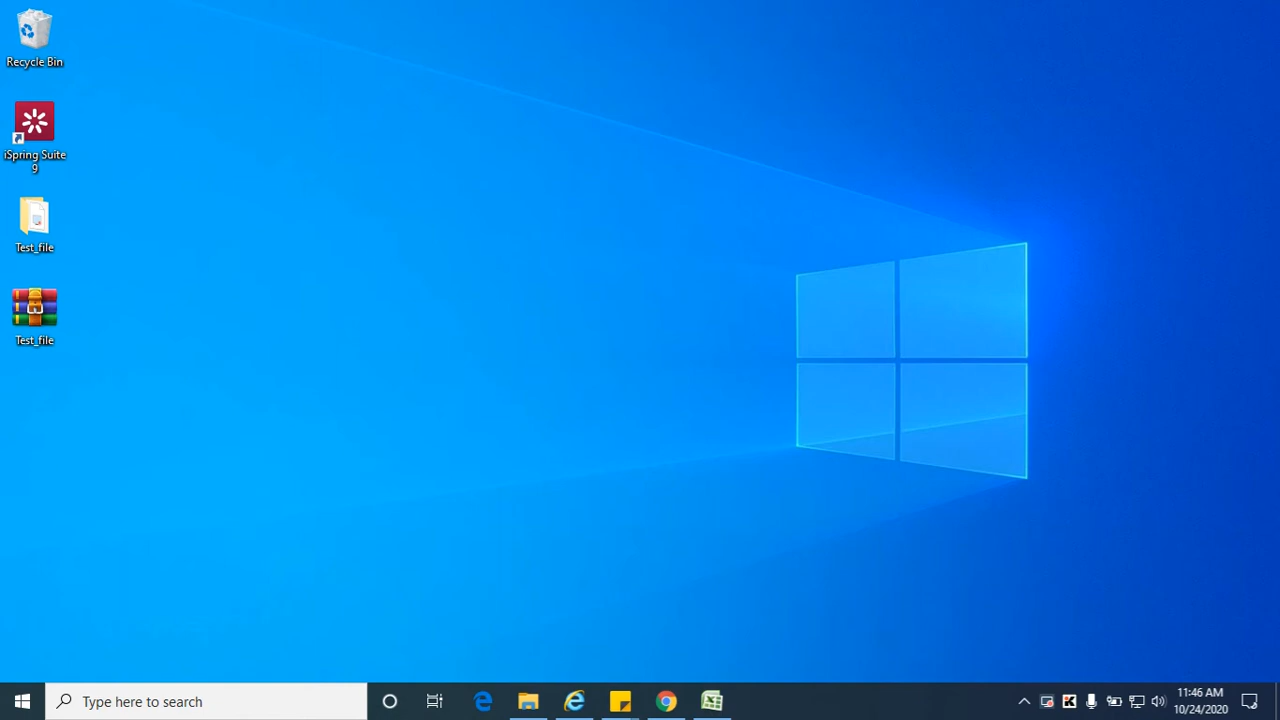 Recycle Bin
iSpring Suite
9
Test_file
Test_file
Type here to search
11:46 AM
10/24/2020